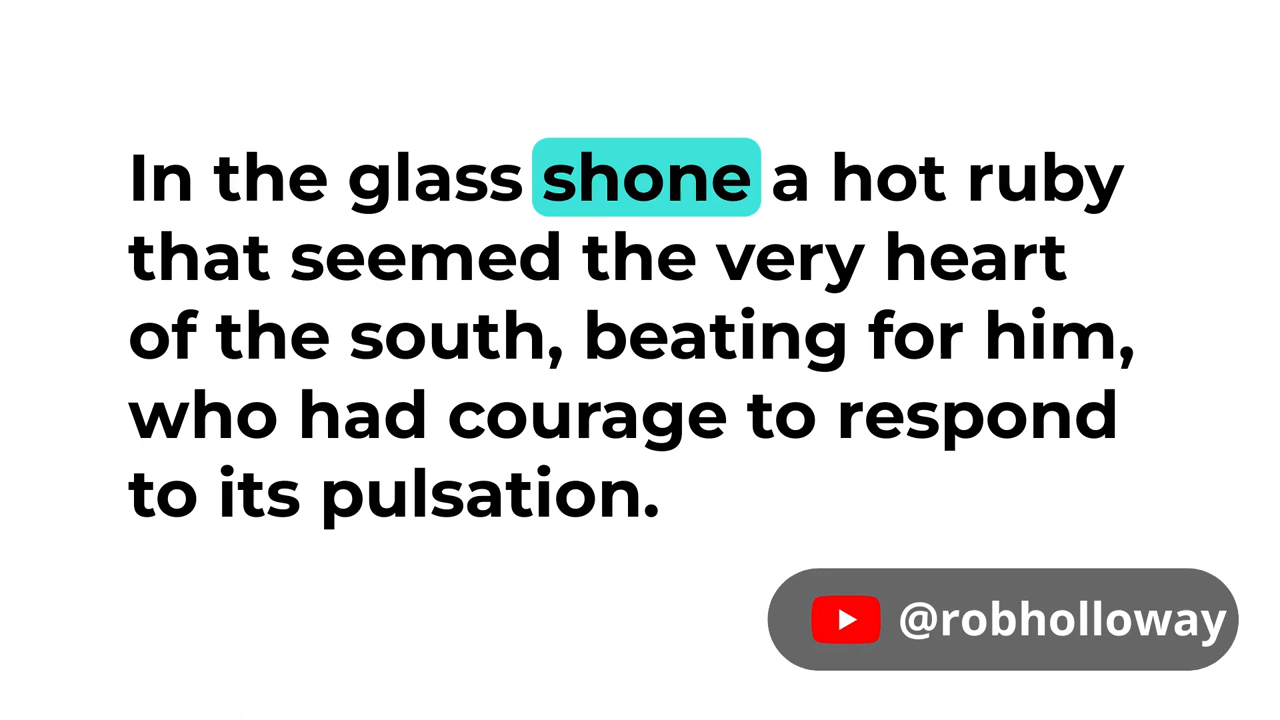 In the glass shone a hot ruby
that seemed the very heart
of the south, beating for him,
who had courage to respond
to its pulsation.
@robholloway